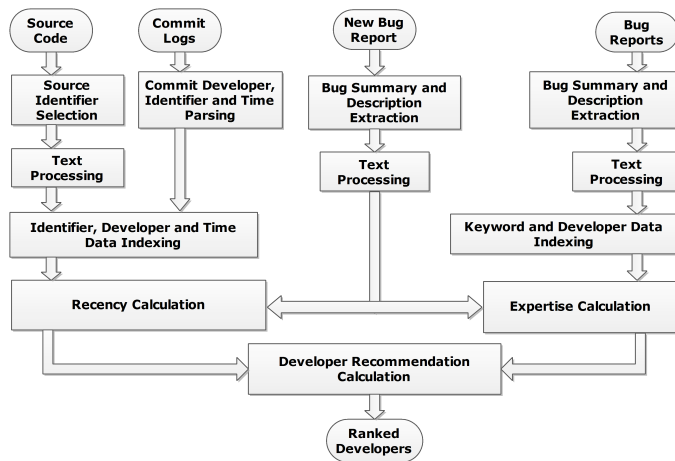 Source
Code
Commit
Logs
New Bug
Report
Bug
Reports
Source
Identifier
Selection
Commit Developer,
Identifier and Time
Parsing
Bug Summary and
Description
Extraction
Bug Summary and
Description
Extraction
Text
Processing
Text
Processing
Text
Processing
Identifier, Developer and Time
Data Indexing
Keyword and Developer Data
Indexing
Recency Calculation
Expertise Calculation
Developer Recommendation
Calculation
Ranked
Developers